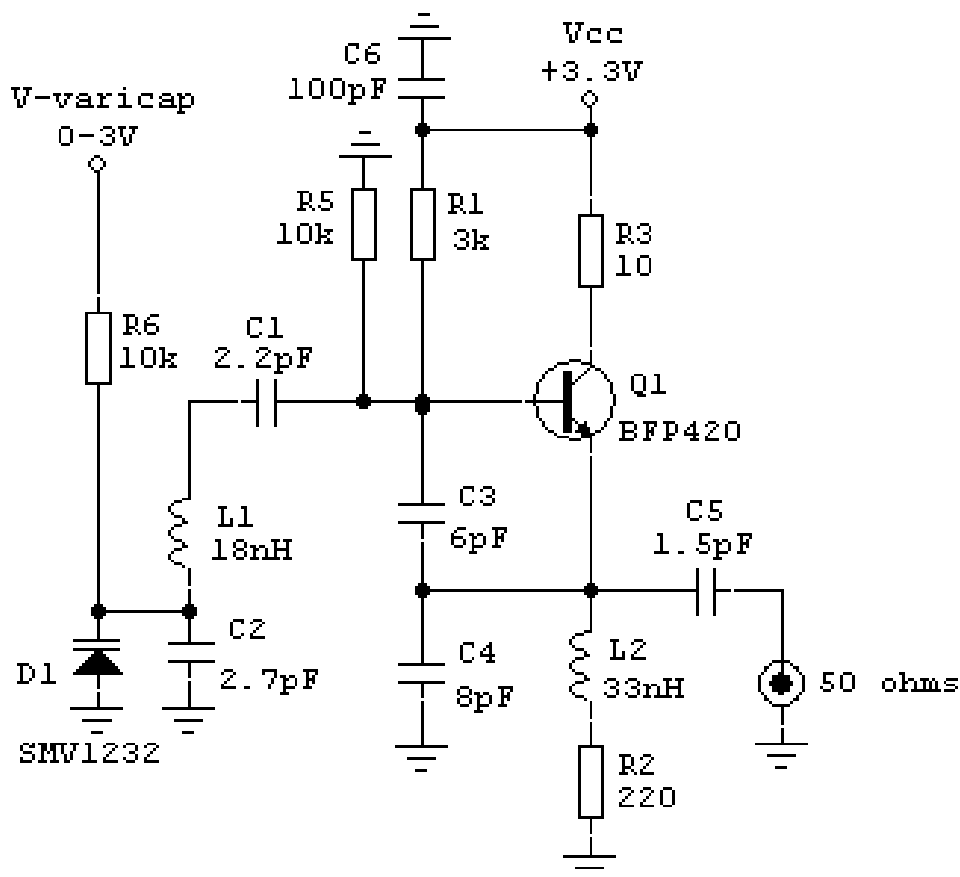 Vcc
+3.3V
C6
100pF
V-varicap
0-3V
R5
10k
R1
3k
R3
10
R6
10k
C1
2.2pF
Q1
BFP420
C3
6pF
C5
1.5pF
L1
18nH
C2
2.7pF
D1
SMV1232
C4
8pF
L2
33nH
50 ohms
R2
220